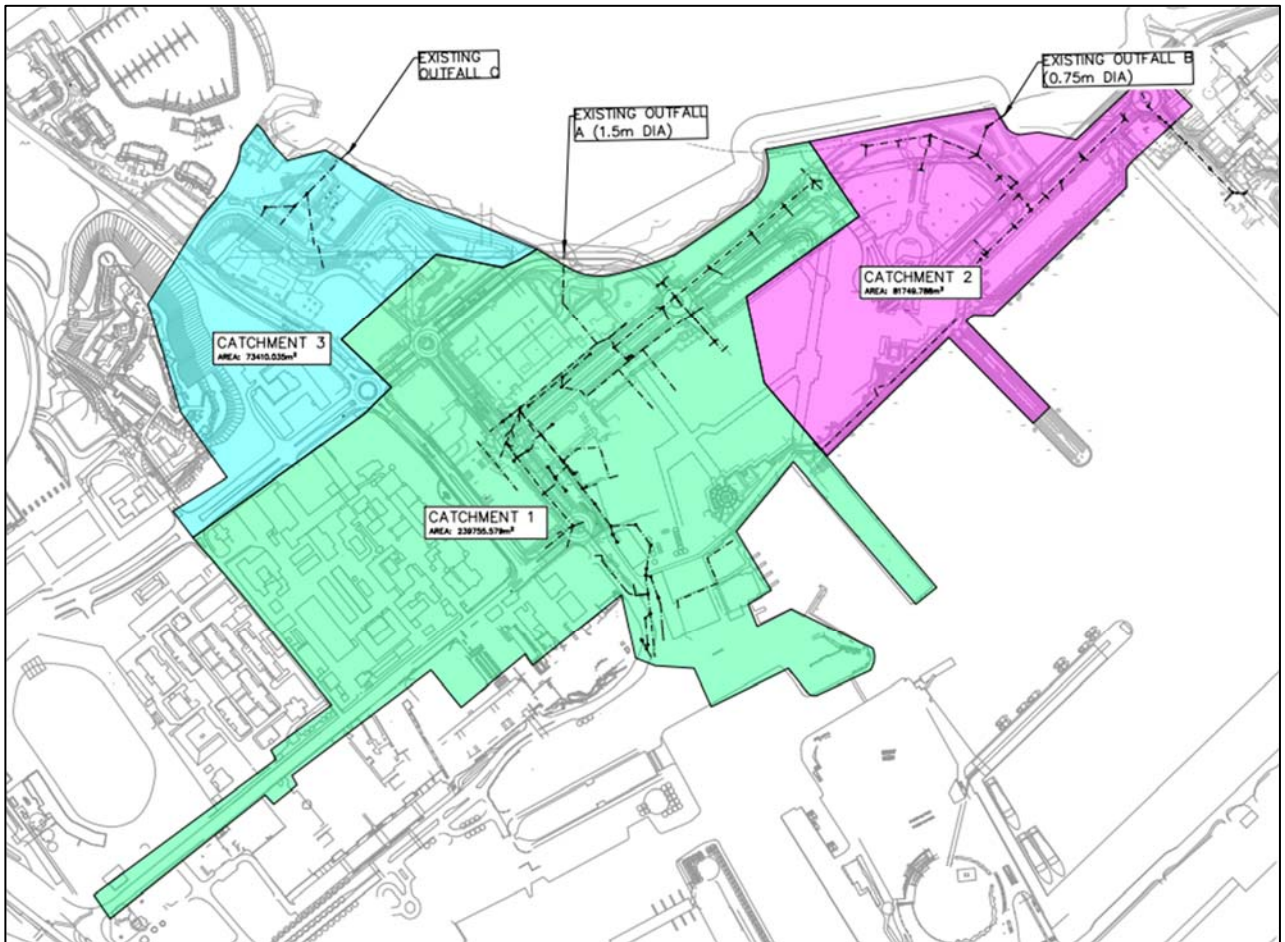 EXISTING
OUTFALL C
EXISTING OUTFALL
A (1.5m DIA)
EXISTING OUTFALL B
(0.75m DIA)
CATCHMENT 2
AREA: 81749.788m²
CATCHMENT 3
AREA: 73410.035m²
CATCHMENT 1
AREA: 239755.579m²